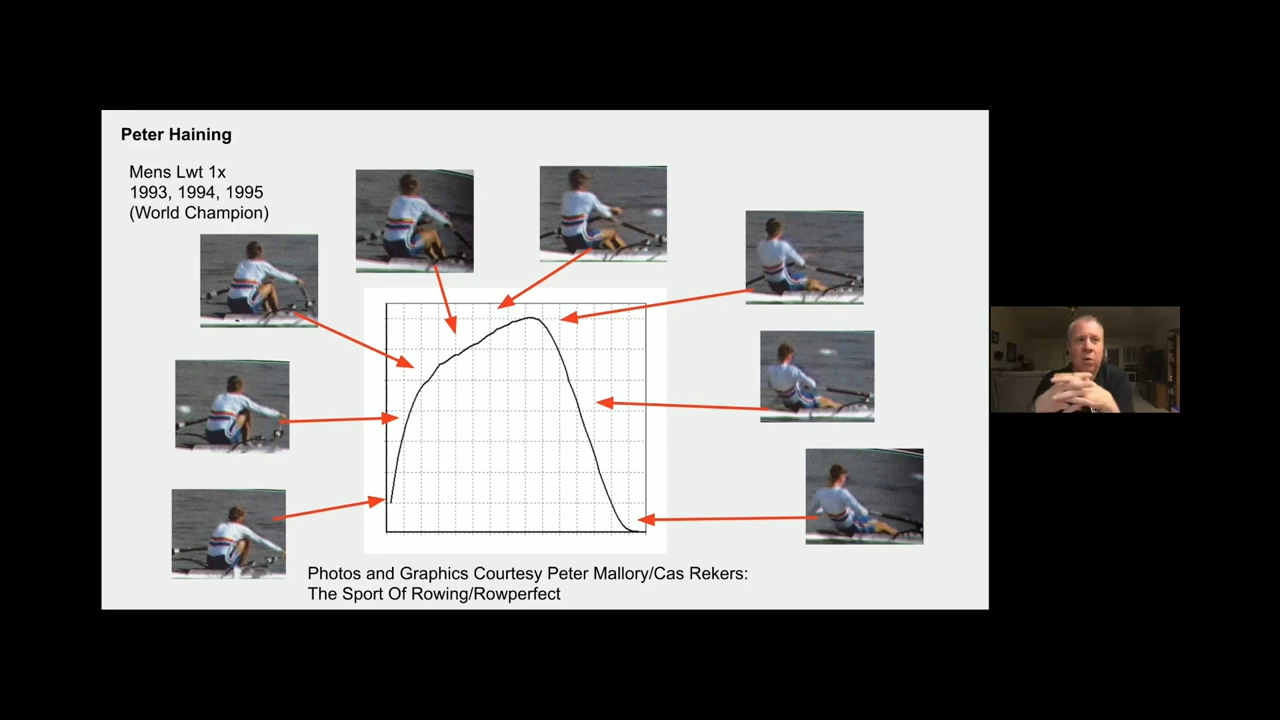 Peter Haining
Mens Lwt 1x
1993, 1994, 1995
(World Champion)
Photos and Graphics Courtesy Peter Mallory/Cas Rekers:
The Sport Of Rowing/Rowperfect